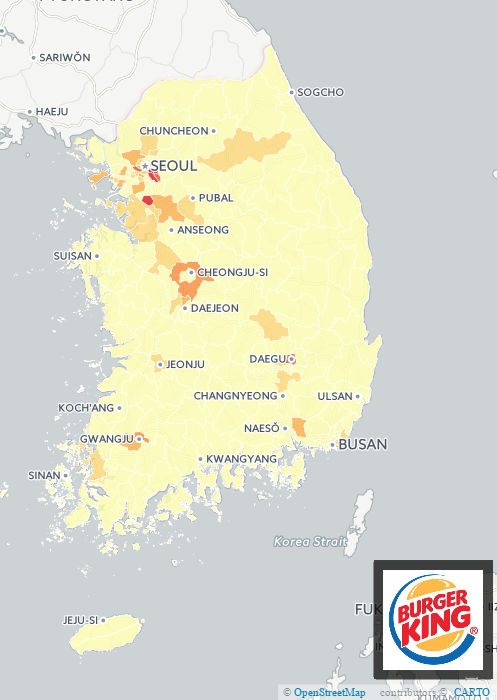 SARIWŎN
SOGCHO
HAEJU
CHUNCHEON
SEOUL
PUBAL
ANSEONG
SUISAN
CHEONGJU-SI
DAEJEON
DAEGU
JEONJU
CHANGNYEONG
ULSAN
KOCH'ANG
NAESŎ
GWANGJU
BUSAN
KWANGYANG
SINAN
Korea Strait
BURGER
KING
®
FUK
JEJU-SI
KUMAMOTO
© OpenStreetMap contributors © CARTO